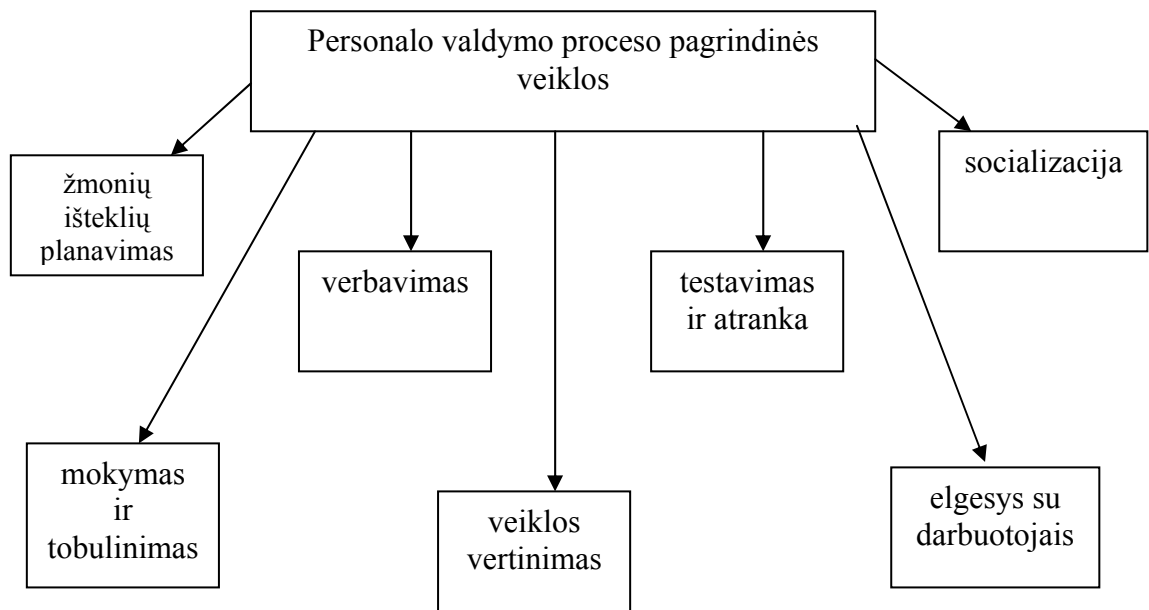 Personalo valdymo proceso pagrindinės
veiklos
žmonių
išteklių
planavimas
socializacija
verbavimas
testavimas
ir atranka
mokymas
ir
tobulinimas
veiklos
vertinimas
elgesys su
darbuotojais